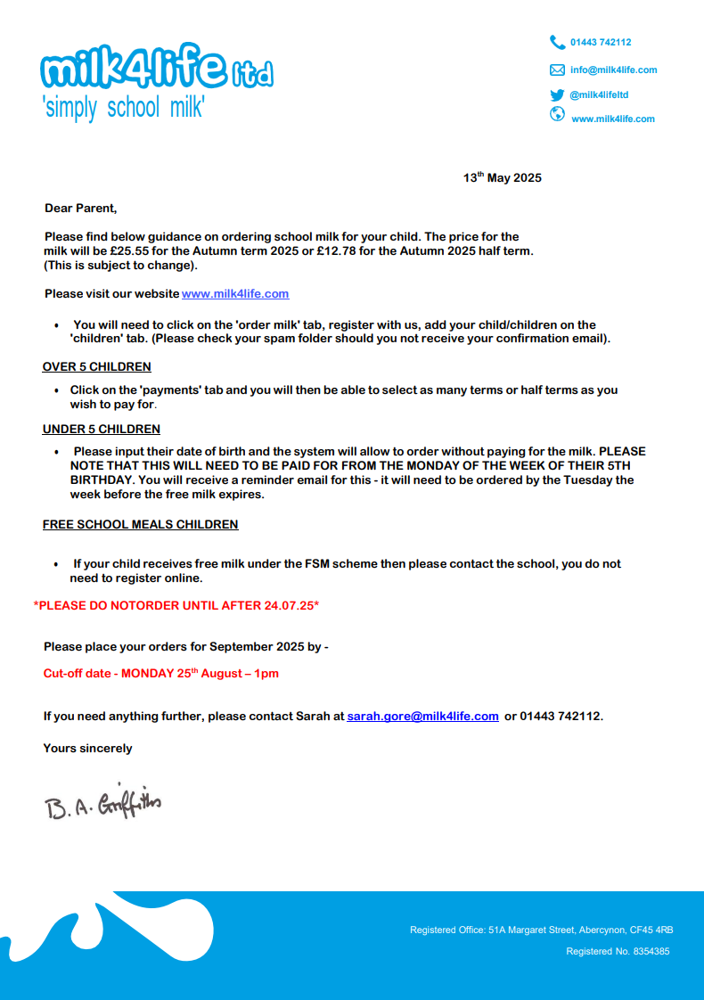 milk4life ltd
'simply school milk'
01443 742112
info@milk4life.com
@milk4lifeltd
www.milk4life.com
13th May 2025
Dear Parent,
Please find below guidance on ordering school milk for your child. The price for the
milk will be £25.55 for the Autumn term 2025 or £12.78 for the Autumn 2025 half term.
(This is subject to change).
Please visit our website www.milk4life.com
• You will need to click on the 'order milk' tab, register with us, add your child/children on the
'children' tab. (Please check your spam folder should you not receive your confirmation email).
OVER 5 CHILDREN
• Click on the 'payments' tab and you will then be able to select as many terms or half terms as you
wish to pay for.
UNDER 5 CHILDREN
• Please input their date of birth and the system will allow to order without paying for the milk. PLEASE
NOTE THAT THIS WILL NEED TO BE PAID FOR FROM THE MONDAY OF THE WEEK OF THEIR 5TH
BIRTHDAY. You will receive a reminder email for this - it will need to be ordered by the Tuesday the
week before the free milk expires.
FREE SCHOOL MEALS CHILDREN
• If your child receives free milk under the FSM scheme then please contact the school, you do not
need to register online.
*PLEASE DO NOTORDER UNTIL AFTER 24.07.25*
Please place your orders for September 2025 by -
Cut-off date - MONDAY 25th August – 1pm
If you need anything further, please contact Sarah at sarah.gore@milk4life.com or 01443 742112.
Yours sincerely
B. A. Griffiths
Registered Office: 51A Margaret Street, Abercynon, CF45 4RB
Registered No. 8354385